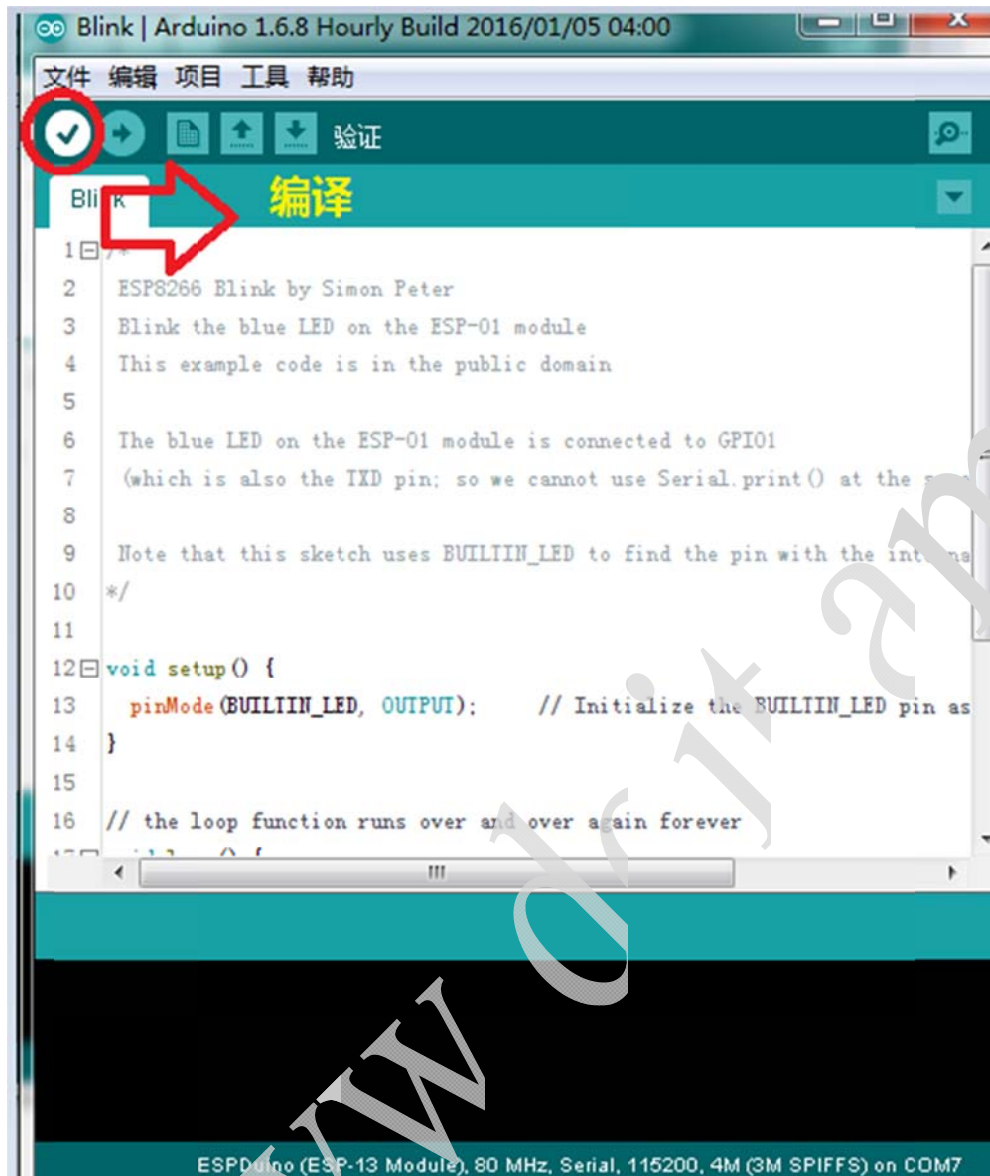 Blink | Arduino 1.6.8 Hourly Build 2016/01/05 04:00
文件 编辑 项目 工具 帮助
验证
编译
1 /*
2 ESP8266 Blink by Simon Peter
3 Blink the blue LED on the ESP-01 module
4 This example code is in the public domain
5
6 The blue LED on the ESP-01 module is connected to GPIO1
7 (which is also the TXD pin; so we cannot use Serial.print() at the
8
9 Note that this sketch uses BUILTIN_LED to find the pin with the
10 */
11
12 void setup() {
13 pinMode(BUILTIN_LED, OUTPUT); // Initialize the BUILTIN_LED pin as
14 }
15
16 // the loop function runs over and over again forever
ESPDuino (ESP-13 Module), 80 MHz, Serial, 115200, 4M (3M SPIFFS) on COM7